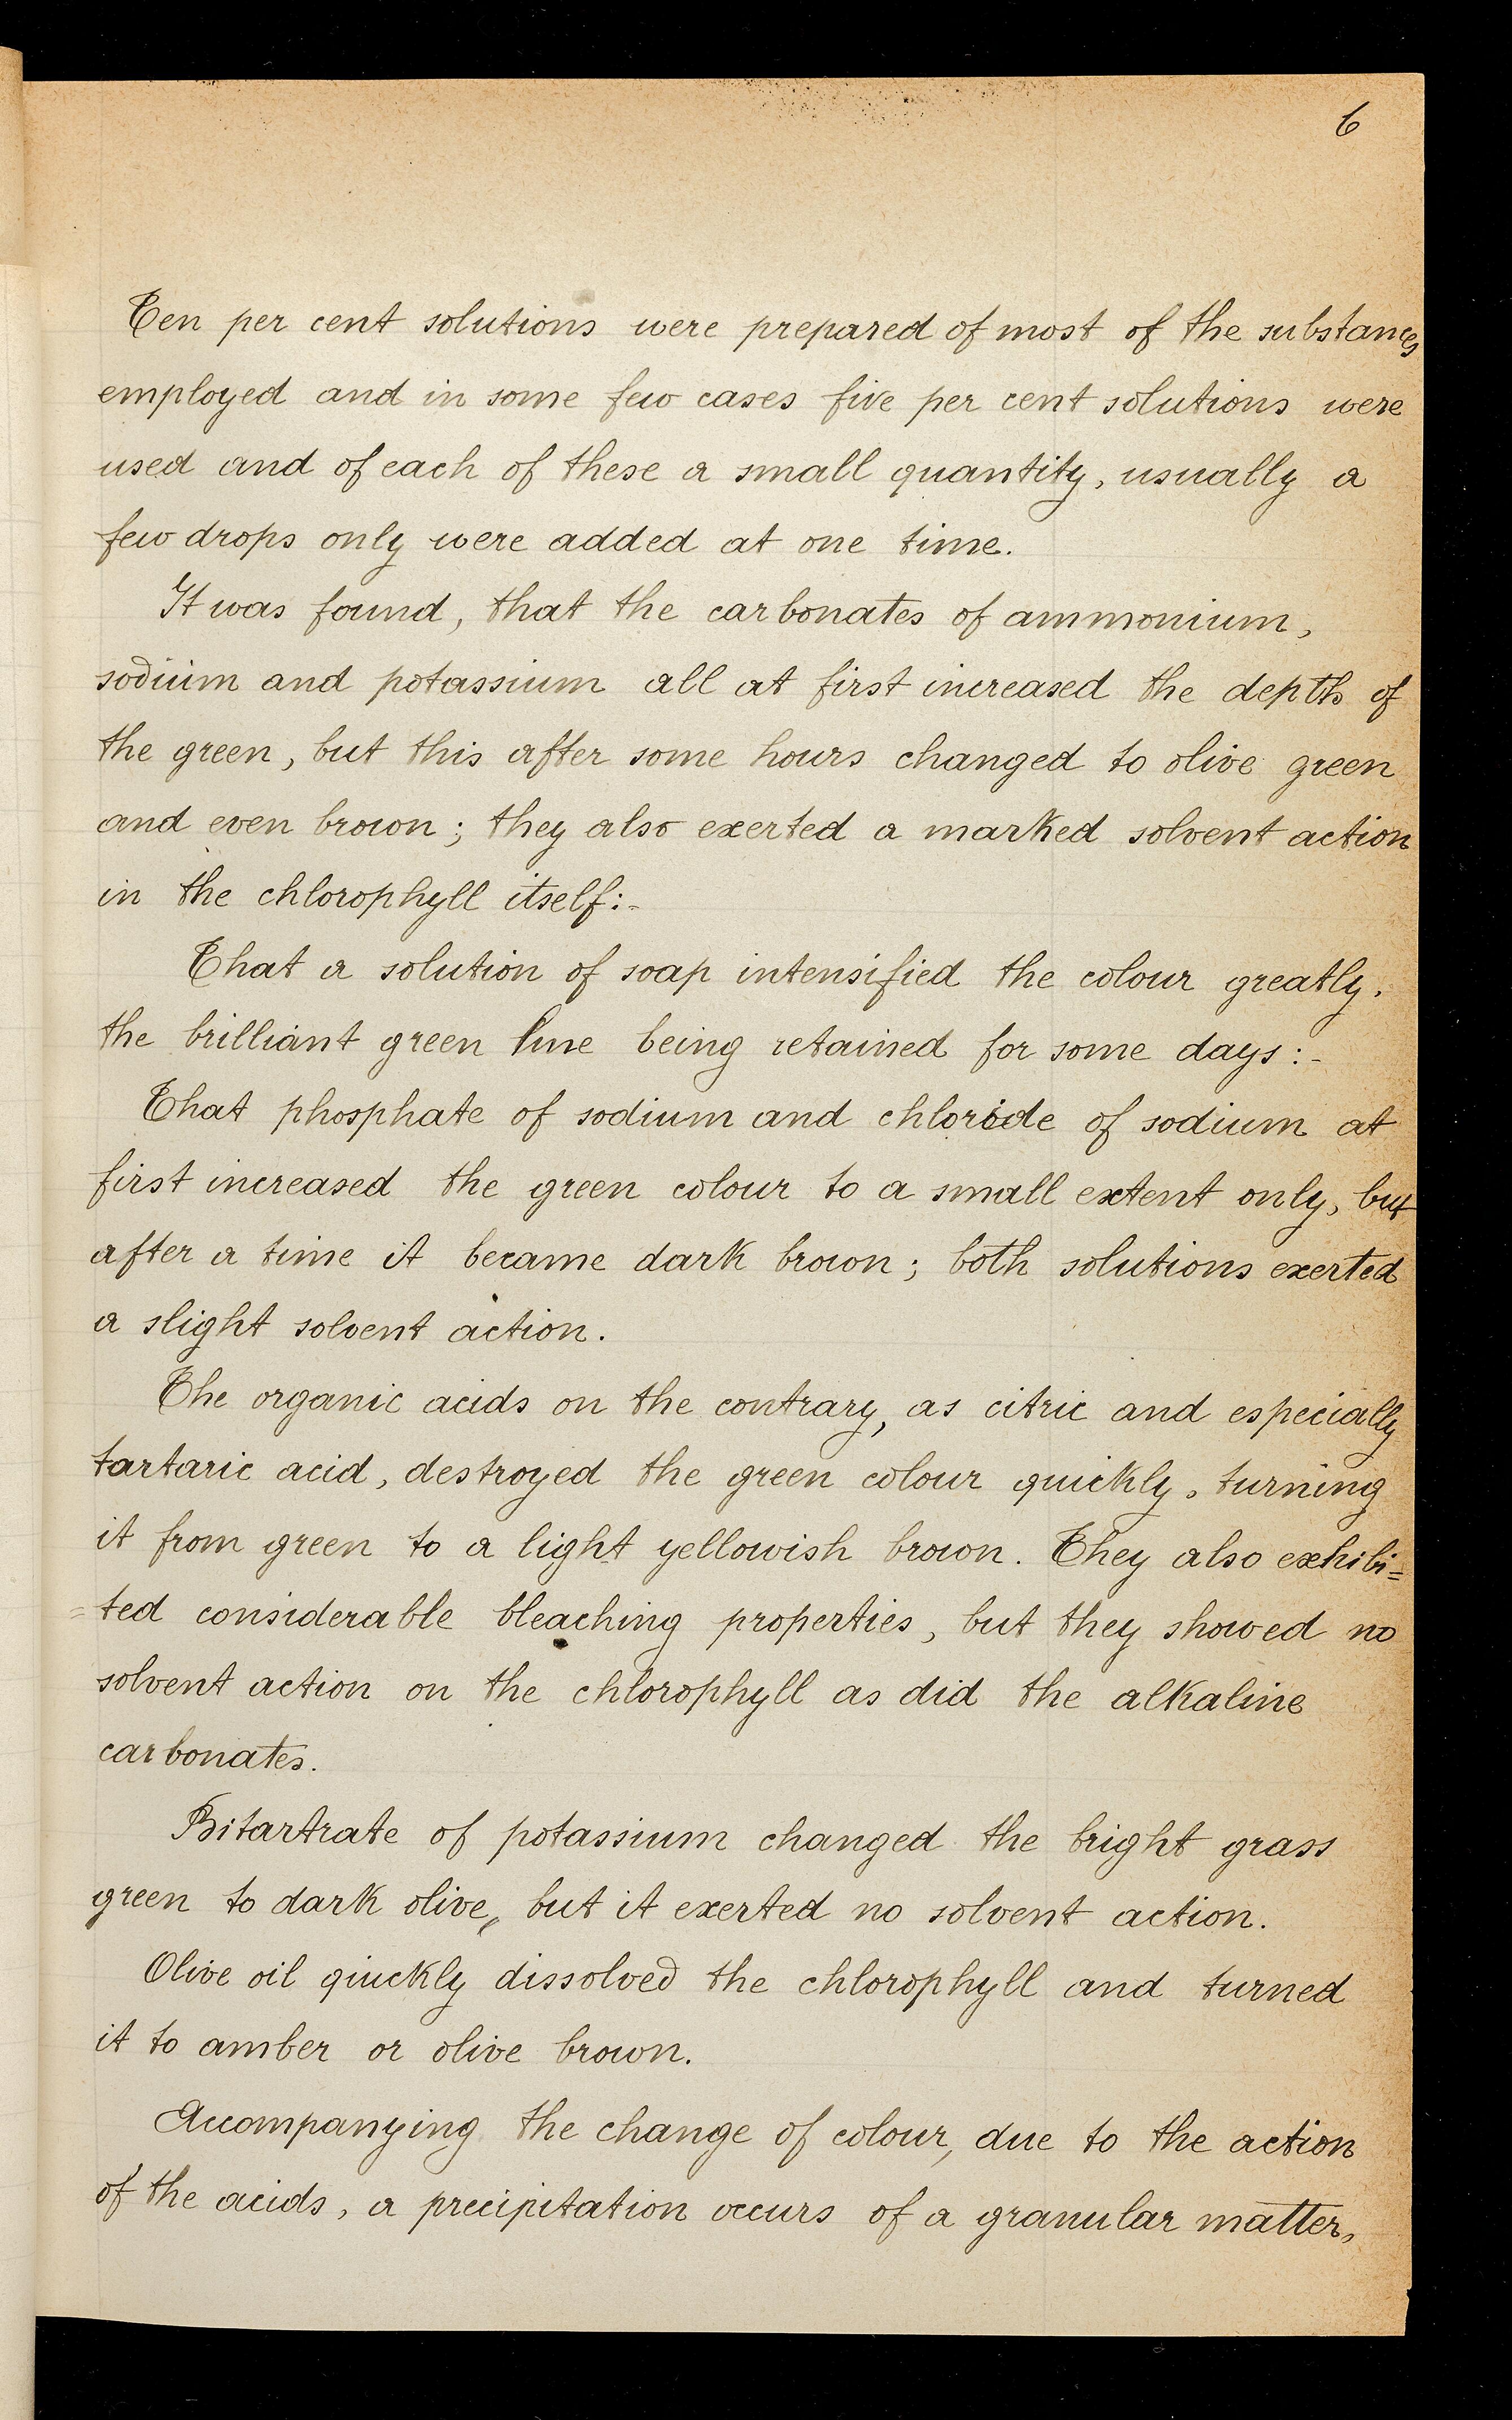 6
Ten per cent solutions were prepared of most of the substances
employed and in some few cases five per cent solutions were
used and of each of these a small quantity, usually a
few drops only were added at one time.
It was found, that the carbonates of ammonium,
sodium and potassium all at first increased the depth of
the green, but this after some hours changed to olive green
and even brown; they also exerted a marked solvent action
in the chlorophyll itself:-
That a solution of soap intensified the colour greatly,
the brilliant green line being retained for some days:-
That phosphate of sodium and chloride of sodium at
first increased the green colour to a small extent only, but
after a time it became dark brown; both solutions exerted
a slight solvent action.
The organic acids on the contrary, as citric and especially
tartaric acid, destroyed the green colour quickly, turning
it from green to a light yellowish brown. They also exhibi=
=ted considerable bleaching properties, but they showed no
solvent action on the chlorophyll as did the alkaline
carbonates.
Bitartrate of potassium changed the bright grass
green to dark olive, but it exerted no solvent action.
Olive oil quickly dissolved the chlorophyll and turned
it to amber or olive brown.
Accompanying the change of colour, due to the action
of the acids, a precipitation occurs of a granular matter,